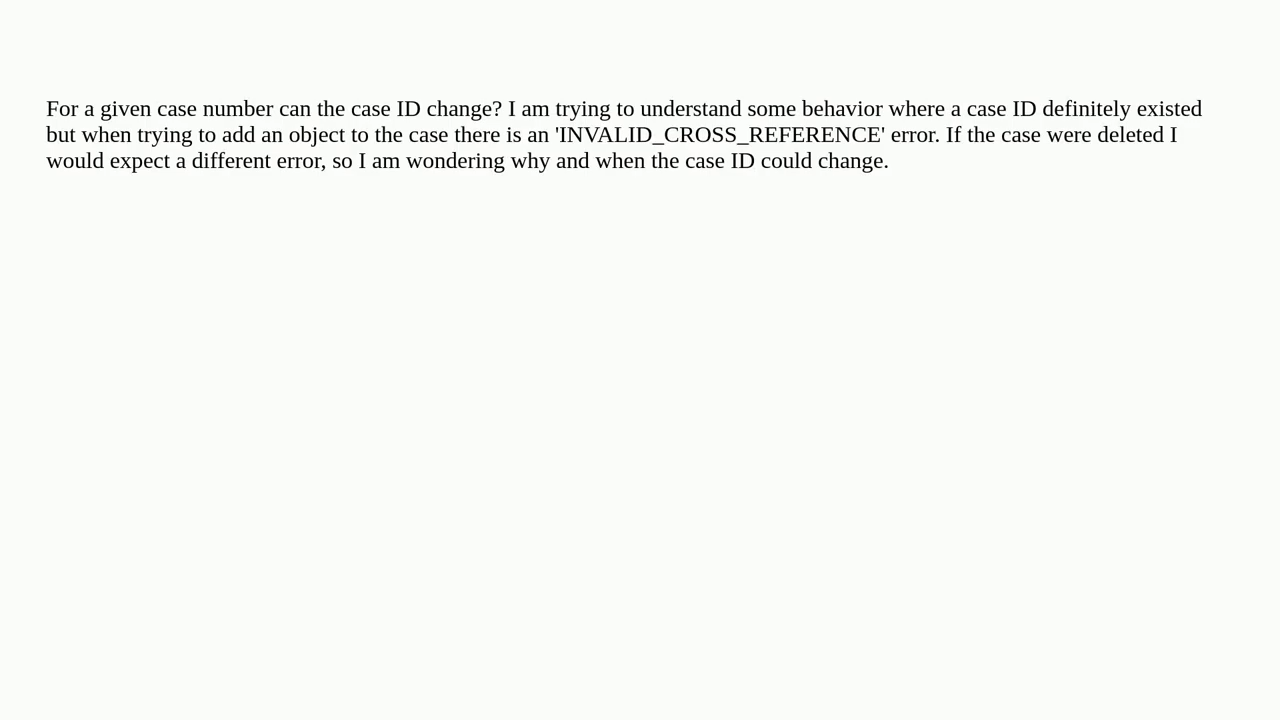 For a given case number can the case ID change? I am trying to understand some behavior where a case ID definitely existed
but when trying to add an object to the case there is an 'INVALID_CROSS_REFERENCE' error. If the case were deleted I
would expect a different error, so I am wondering why and when the case ID could change.